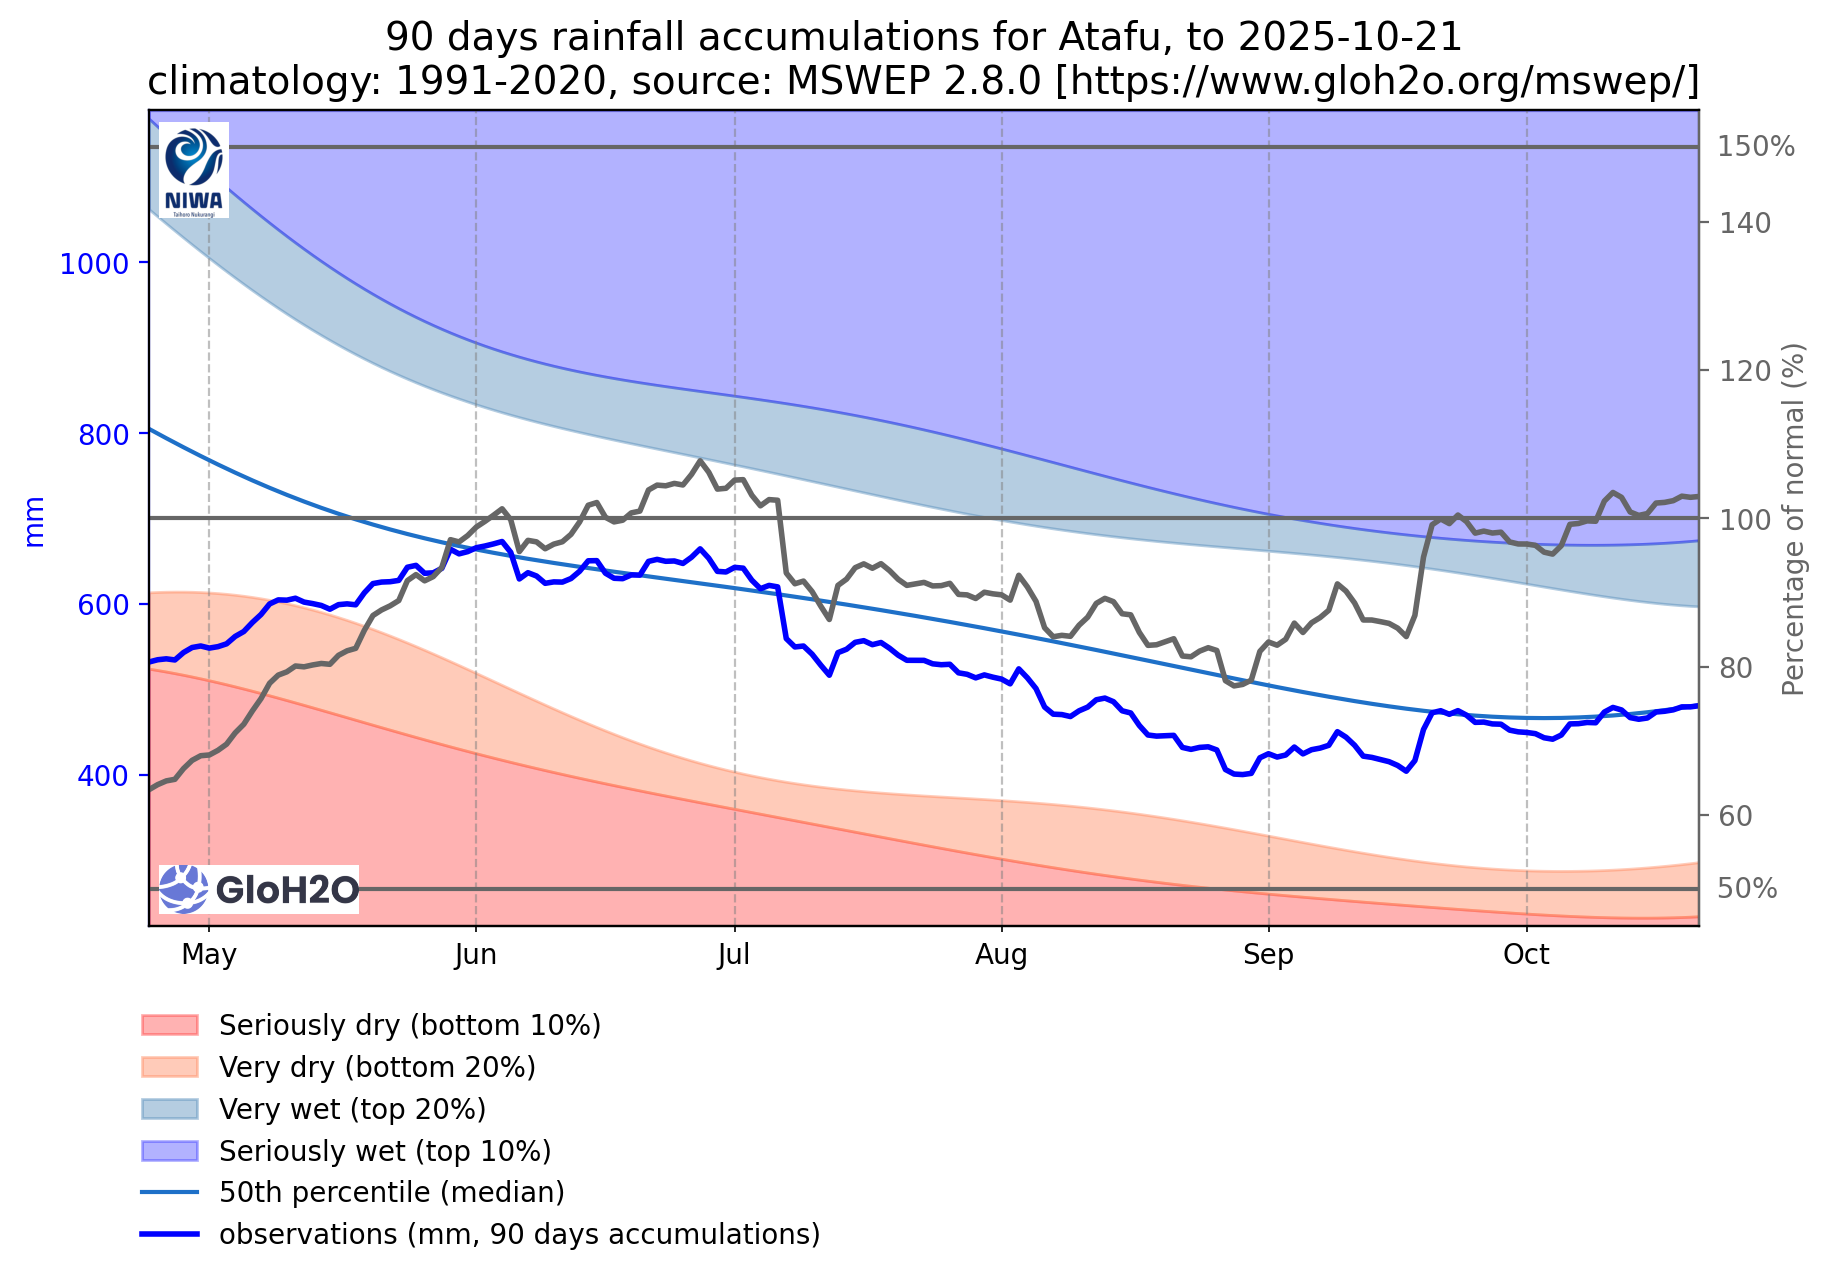 90 days rainfall accumulations for Atafu, to 2025-10-21
climatology: 1991-2020, source: MSWEP 2.8.0 [https://www.gloh2o.org/mswep/]
NIWA
Taihoro Nukurangi
1000
800
600
400
mm
150%
140
120
100
80
60
50%
Percentage of normal (%)
GloH2O
May Jun Jul Aug Sep Oct
Seriously dry (bottom 10%)
Very dry (bottom 20%)
Very wet (top 20%)
Seriously wet (top 10%)
50th percentile (median)
observations (mm, 90 days accumulations)